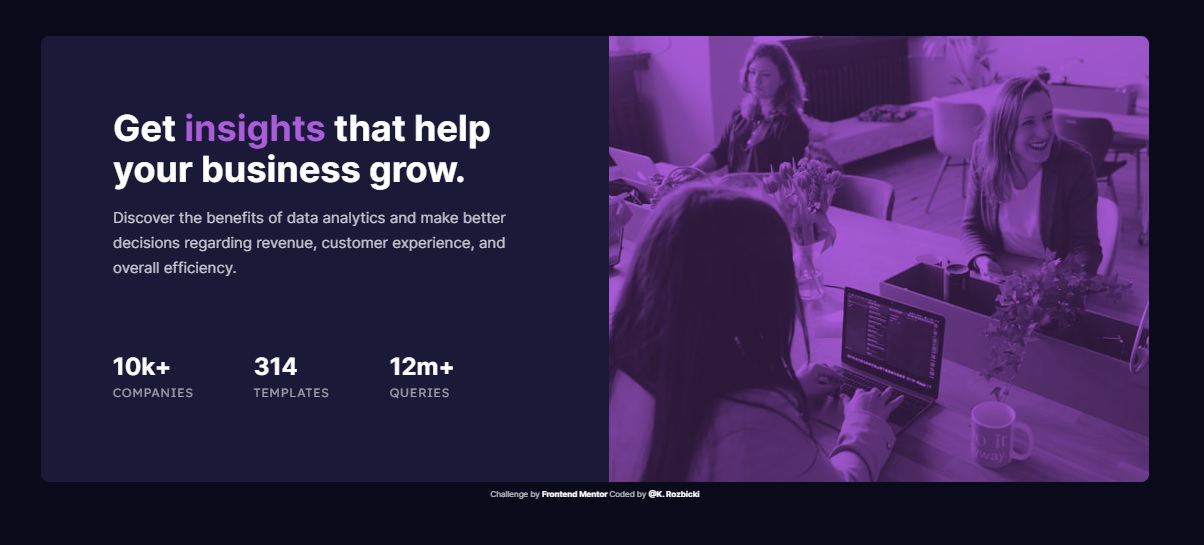 Get insights that help
your business grow.
Discover the benefits of data analytics and make better
decisions regarding revenue, customer experience, and
overall efficiency.
10k+ 314 12m+
COMPANIES TEMPLATES QUERIES
Challenge by Frontend Mentor Coded by @K. Rozbicki